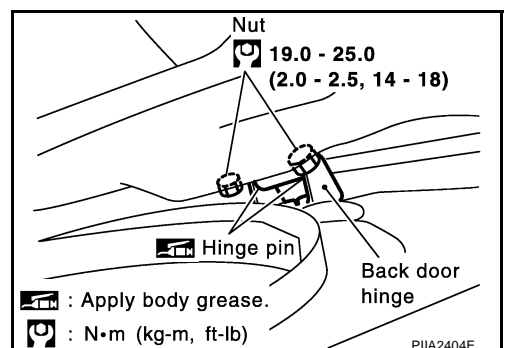 Nut
19.0 - 25.0
(2.0 - 2.5, 14 - 18)
Hinge pin
Back door
hinge
: Apply body grease.
: N•m (kg-m, ft-lb)
PIIA2404E